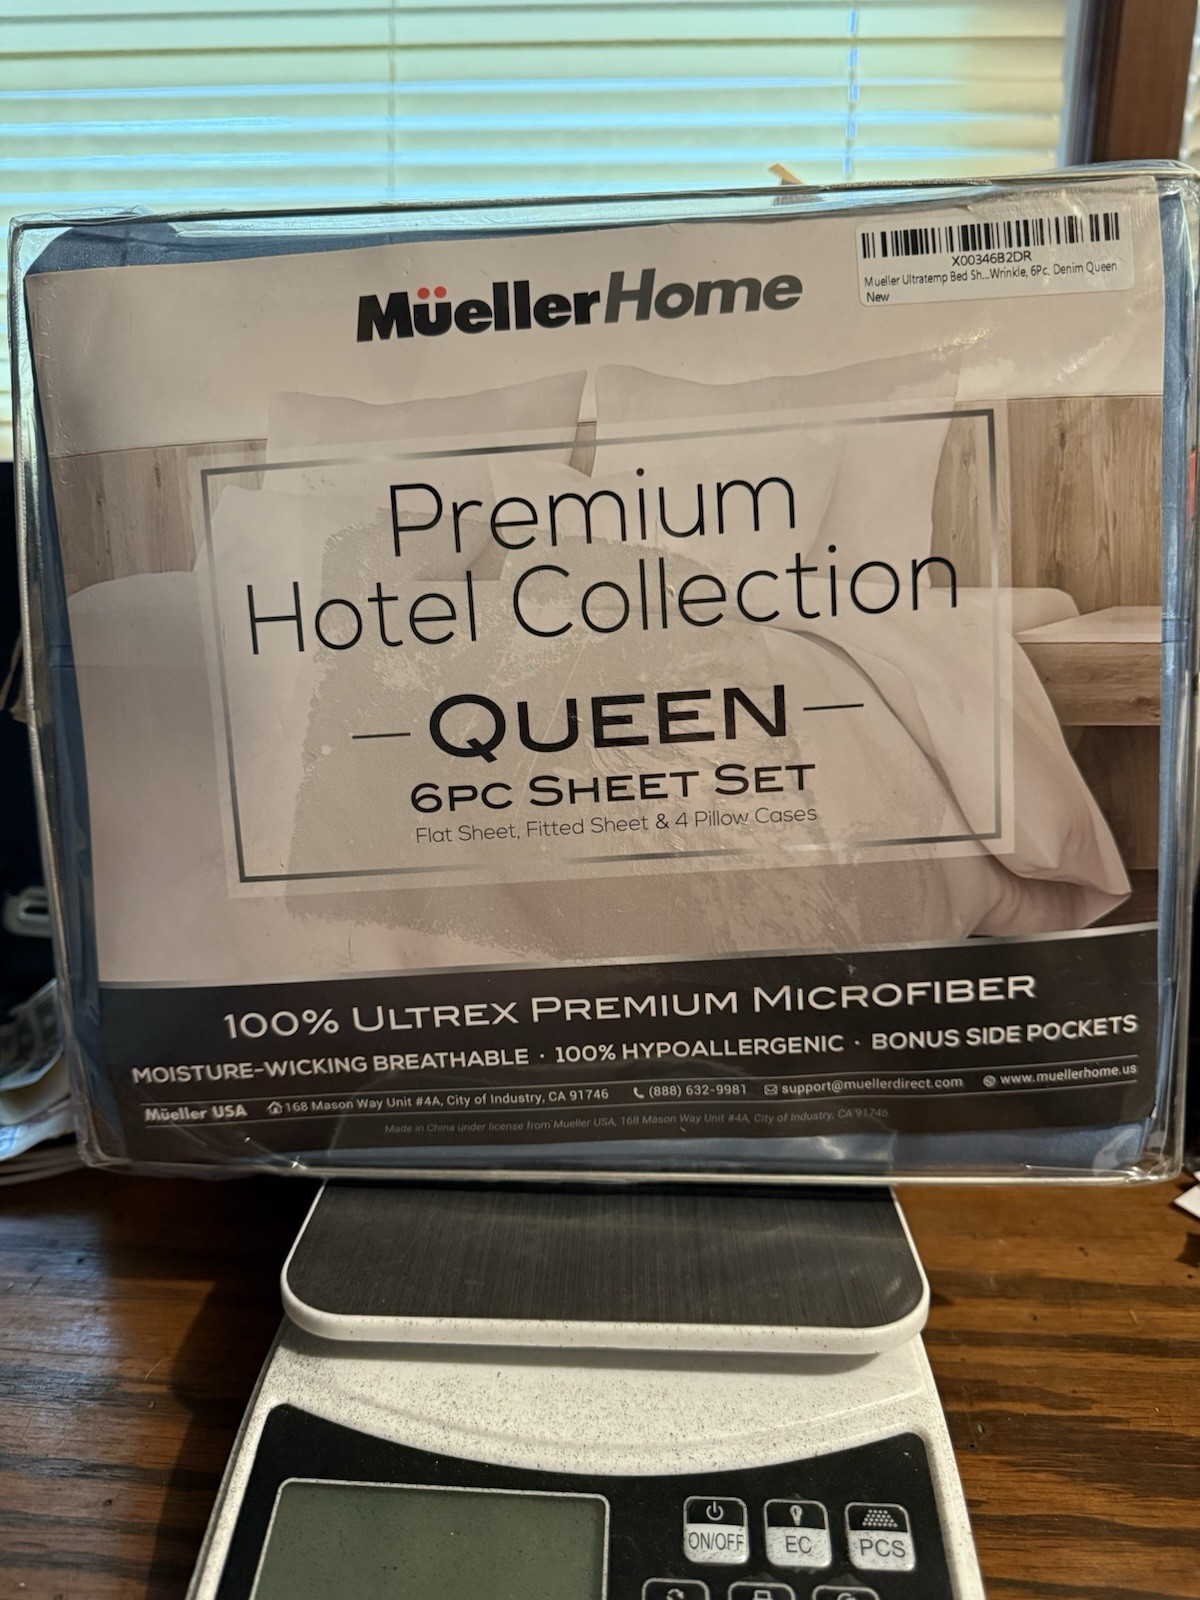 X00346B2DR
Mueller Ultratemp Bed Sh...Wrinkle, 6Pc, Denim Queen
New
MüellerHome
Premium
Hotel Collection
QUEEN
6PC SHEET SET
Flat Sheet, Fitted Sheet & 4 Pillow Cases
100% ULTREX PREMIUM MICROFIBER
MOISTURE-WICKING BREATHABLE · 100% HYPOALLERGENIC · BONUS SIDE POCKETS
Müeller USA 168 Mason Way Unit #4A, City of Industry, CA 91746 (888) 632-9981 support@muellerdirect.com www.muellerhome.us
Made in China under license from Mueller USA, 168 Mason Way Unit #4A, City of Industry, CA 91746
ON/OFF EC PCS